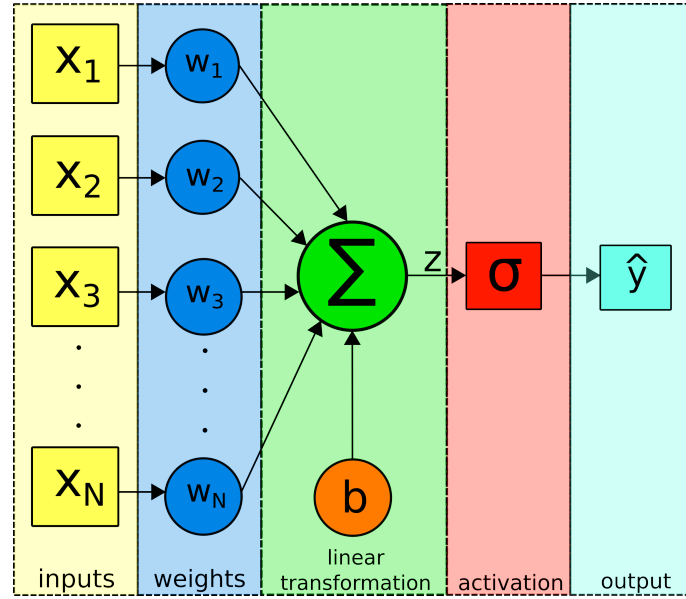 x1
w1
x2
w2
x3
w3
Σ
z
σ
ŷ
xN
wN
b
inputs
weights
linear
transformation
activation
output